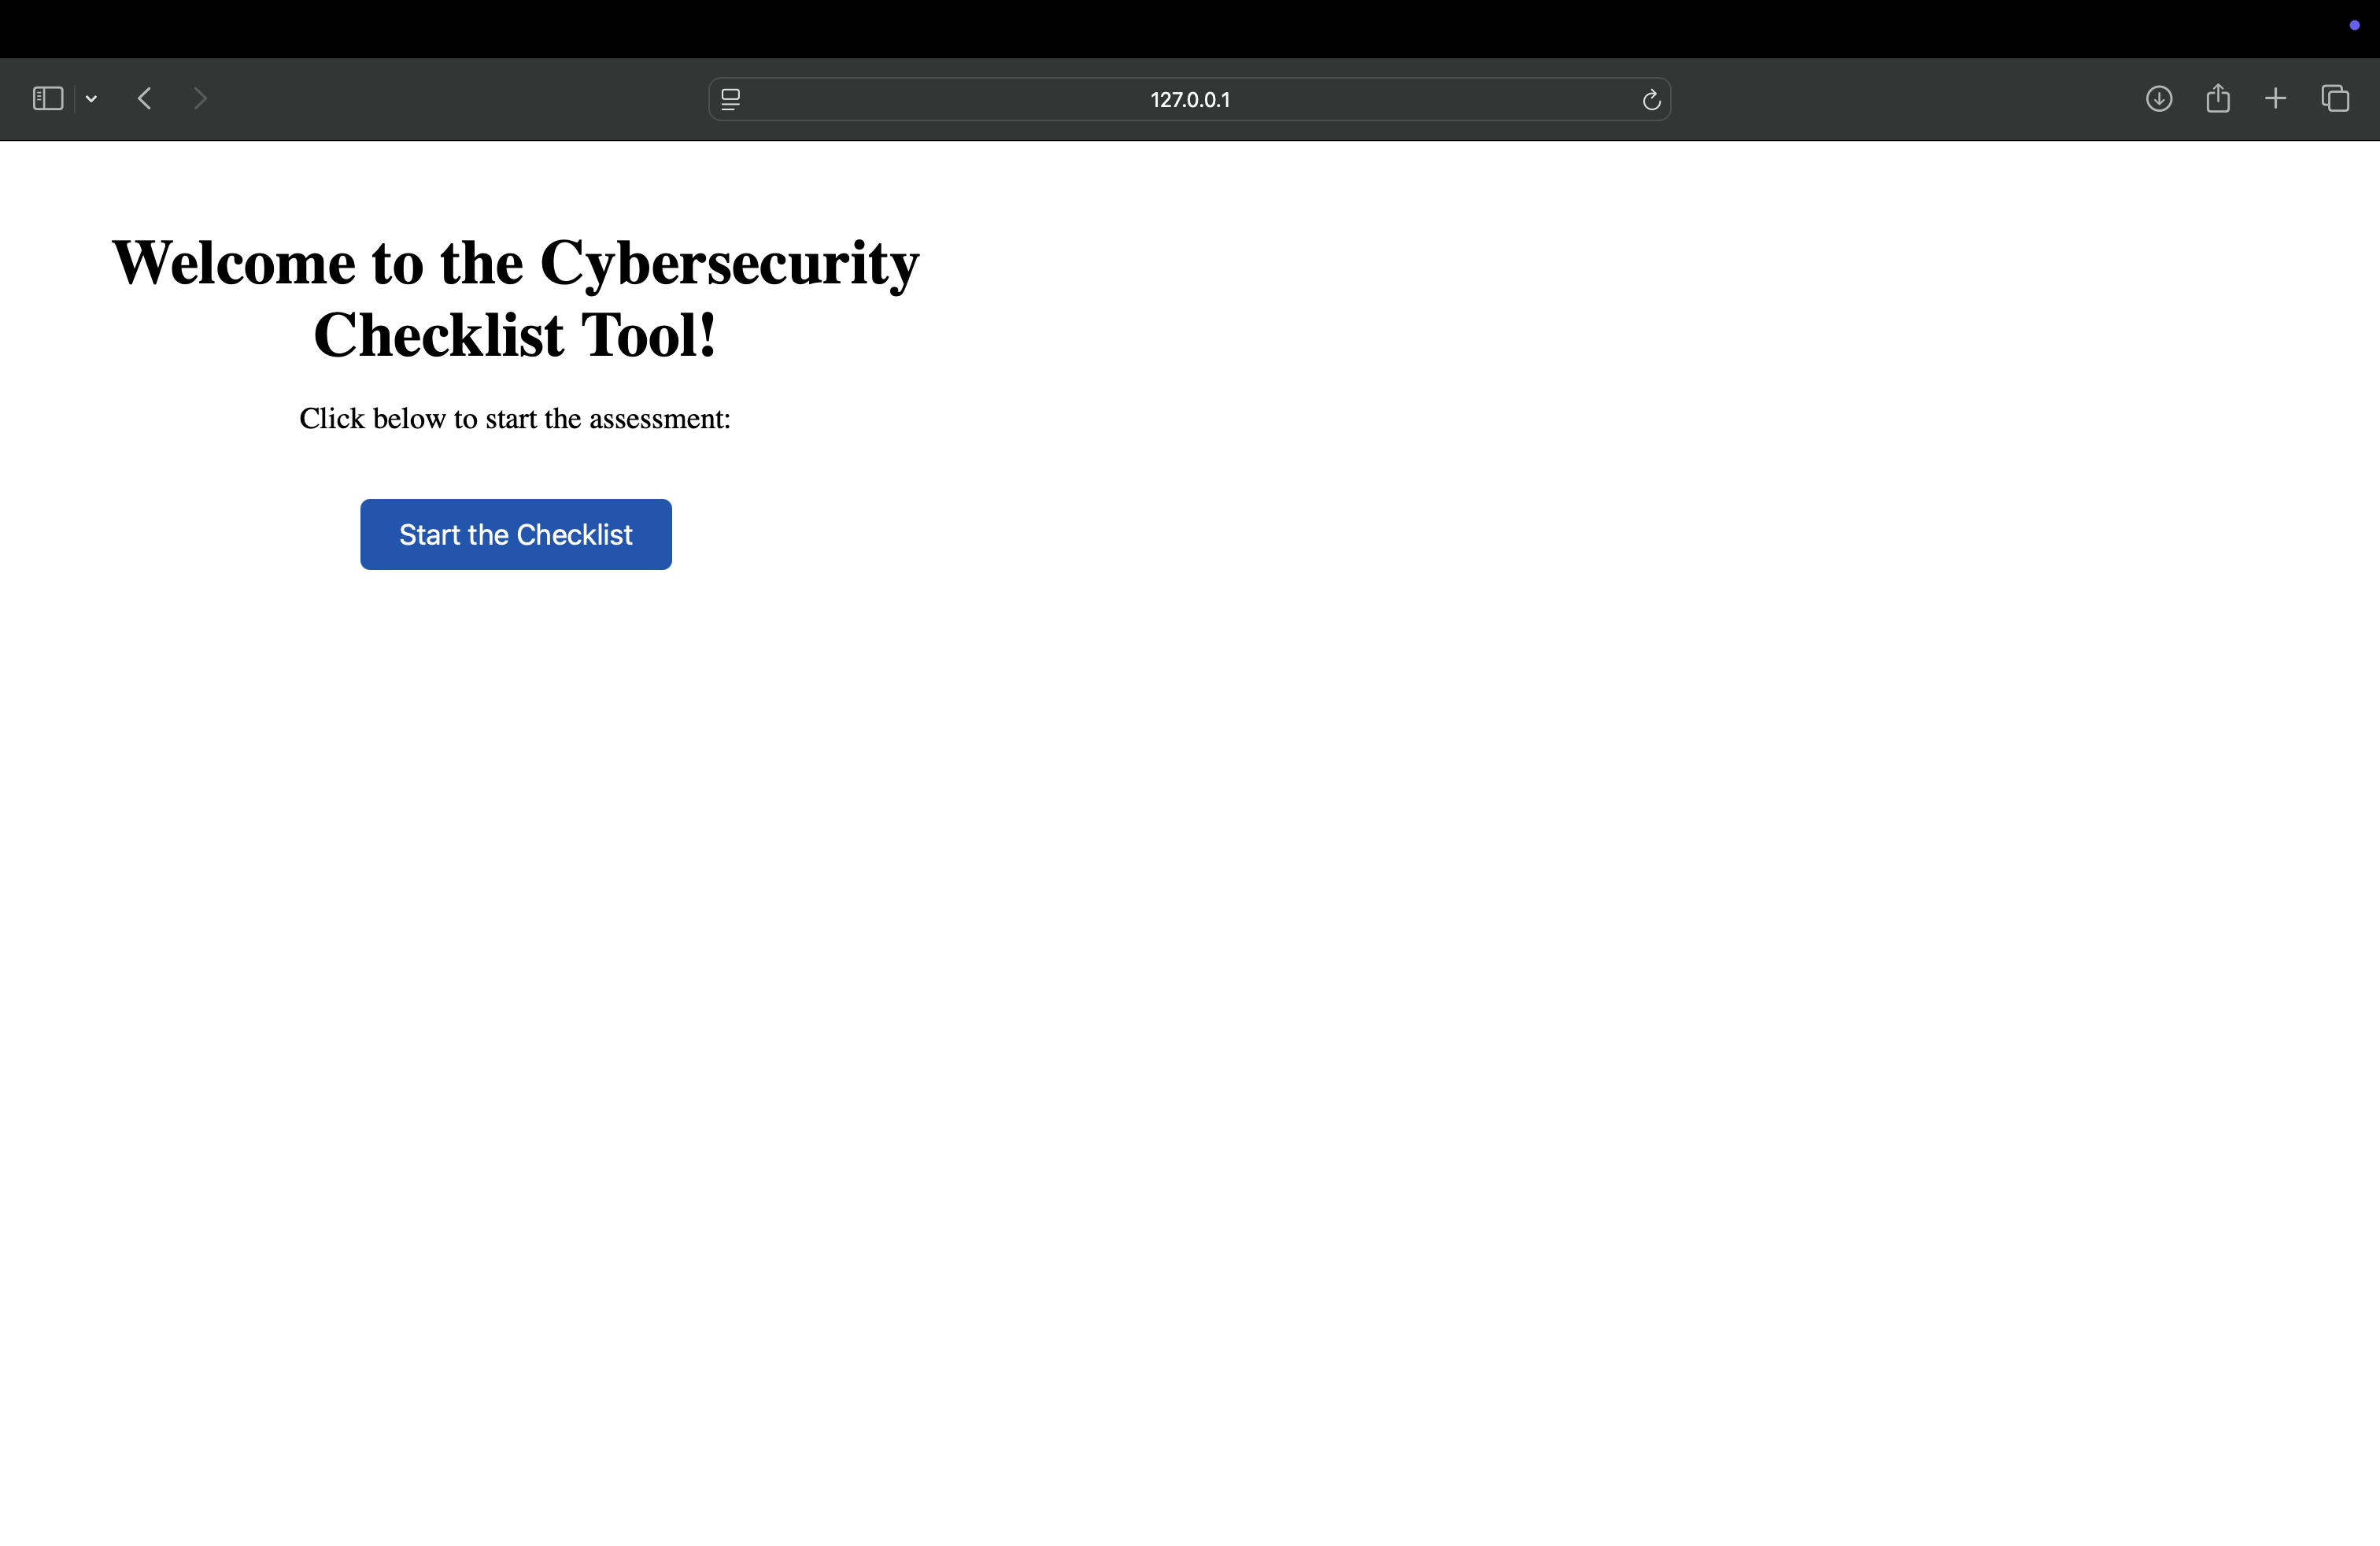 127.0.0.1
Welcome to the Cybersecurity
Checklist Tool!
Click below to start the assessment:
Start the Checklist